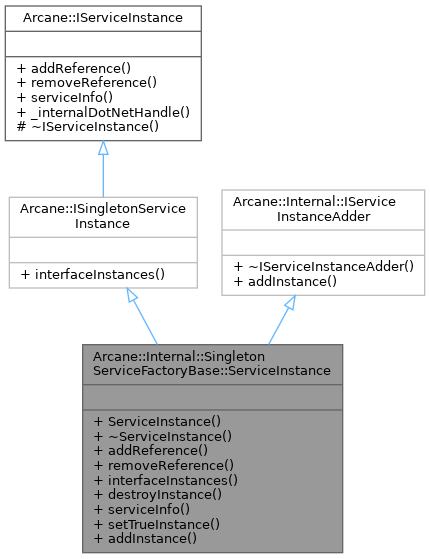 Arcane::IServiceInstance
+ addReference()
+ removeReference()
+ serviceInfo()
+ _internalDotNetHandle()
# ~IServiceInstance()
Arcane::ISingletonService
Instance
+ interfaceInstances()
Arcane::Internal::IService
InstanceAdder
+ ~IServiceInstanceAdder()
+ addInstance()
Arcane::Internal::Singleton
ServiceFactoryBase::ServiceInstance
+ ServiceInstance()
+ ~ServiceInstance()
+ addReference()
+ removeReference()
+ interfaceInstances()
+ destroyInstance()
+ serviceInfo()
+ setTrueInstance()
+ addInstance()